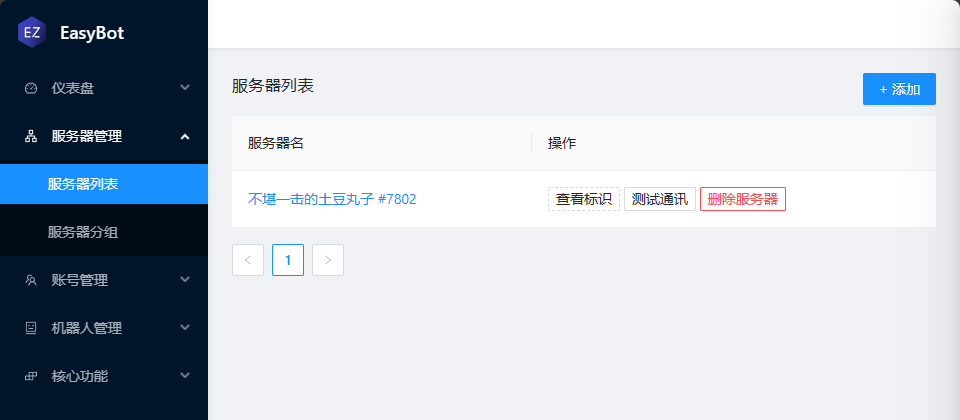 EZ EasyBot
仪表盘
服务器管理
服务器列表
服务器分组
账号管理
机器人管理
核心功能
服务器列表
+ 添加
服务器名 操作
不堪一击的土豆丸子 #7802 查看标识 测试通讯 删除服务器
< 1 >